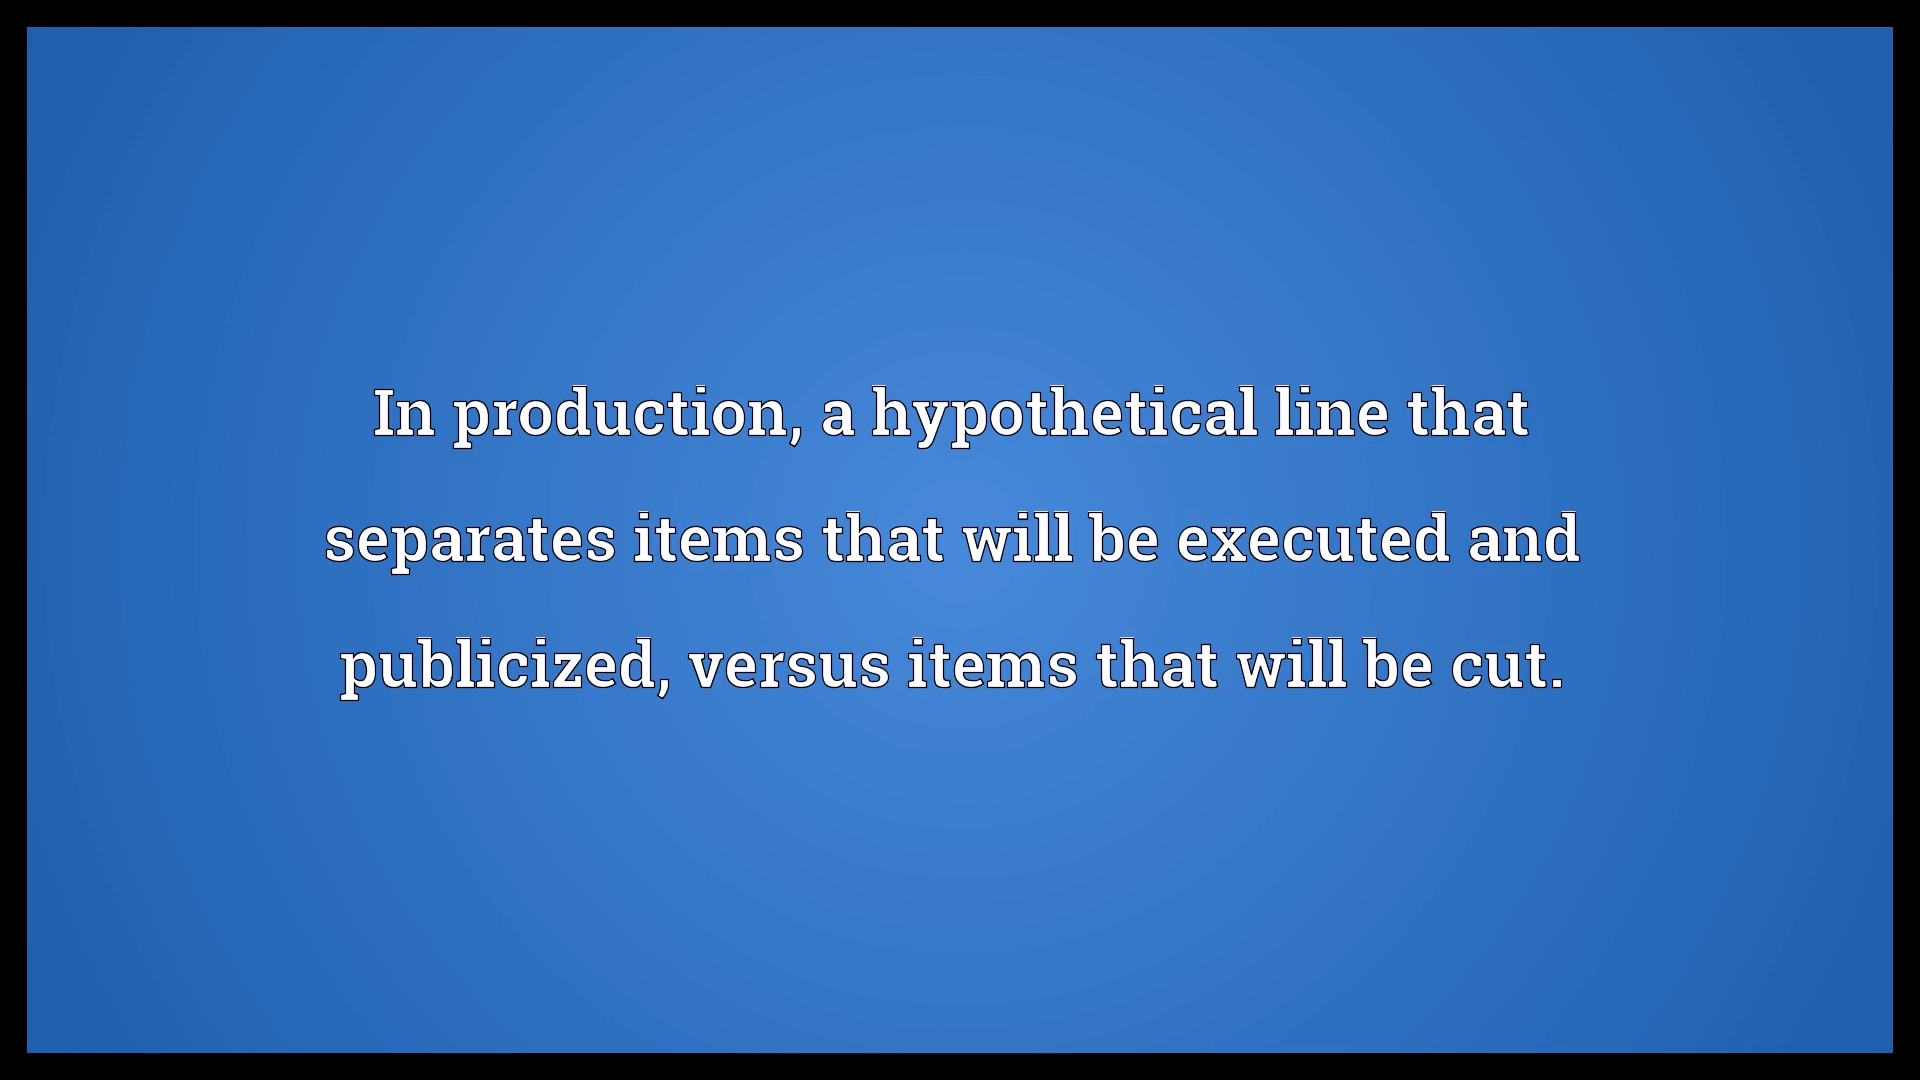 In production, a hypothetical line that
separates items that will be executed and
publicized, versus items that will be cut.